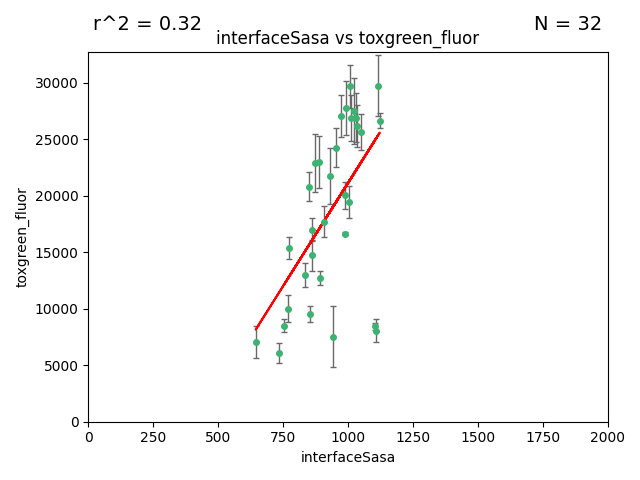 r^2 = 0.32
N = 32
interfaceSasa vs toxgreen_fluor
30000
25000
20000
15000
10000
5000
0
toxgreen_fluor
0 250 500 750 1000 1250 1500 1750 2000
interfaceSasa